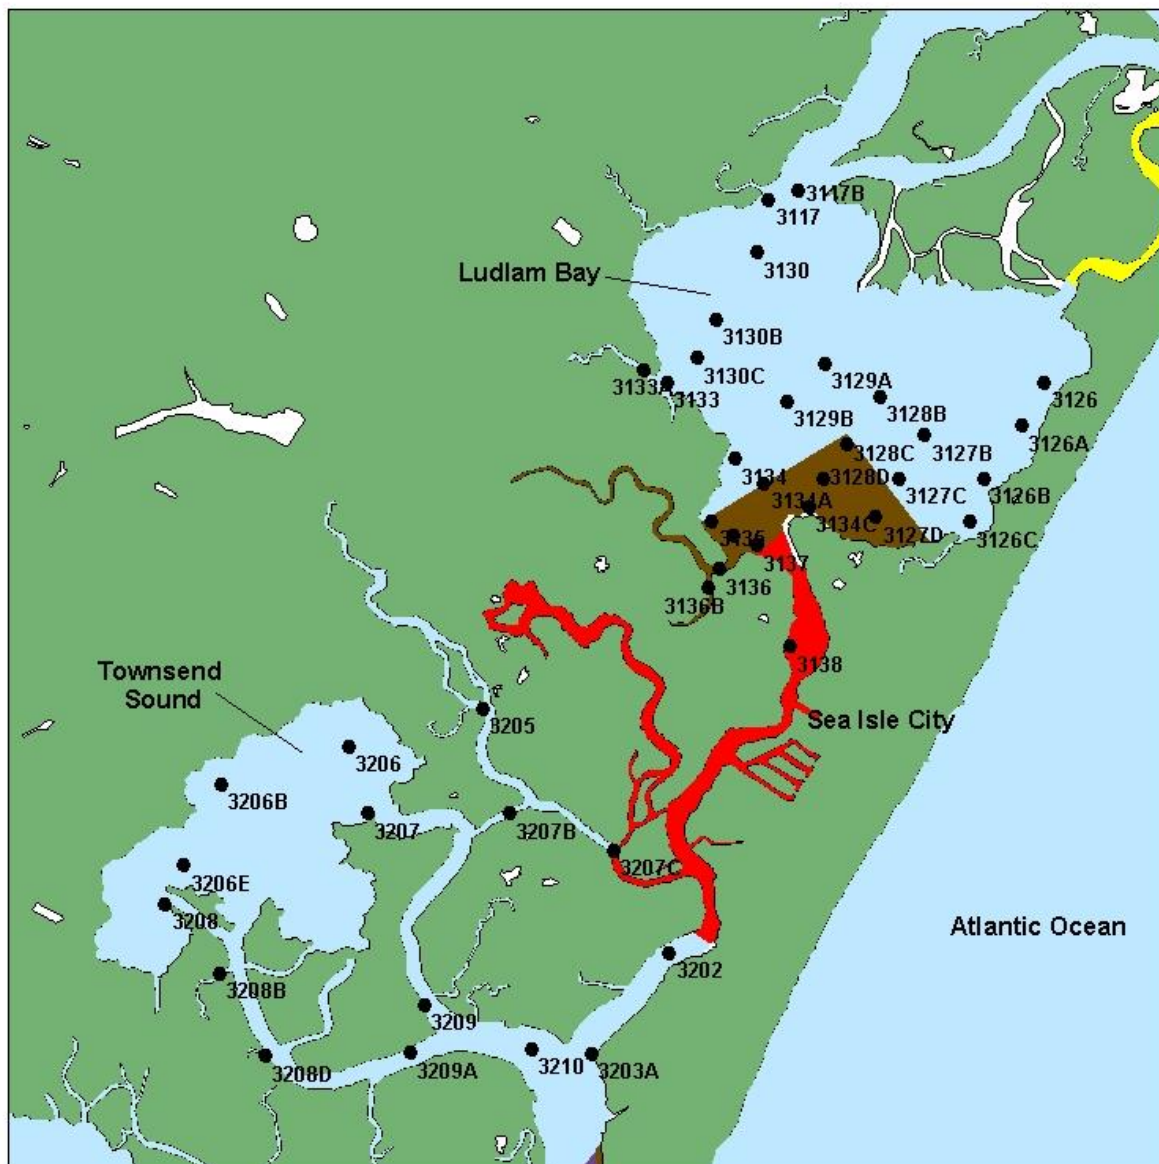 3117B
3117
3130
Ludlam Bay
3130B
3130C
3129A
3133A
3133
3126
3129B
3128B
3126A
3128C
3127B
3134
3128D
3127C
3126B
3134A
3134C
3127D
3126C
3135
3137
3136
3136B
3138
Townsend
Sound
3205
Sea Isle City
3206
3206B
3207
3207B
3207C
3206E
3208
Atlantic Ocean
3202
3208B
3209
3208D
3209A
3210
3203A